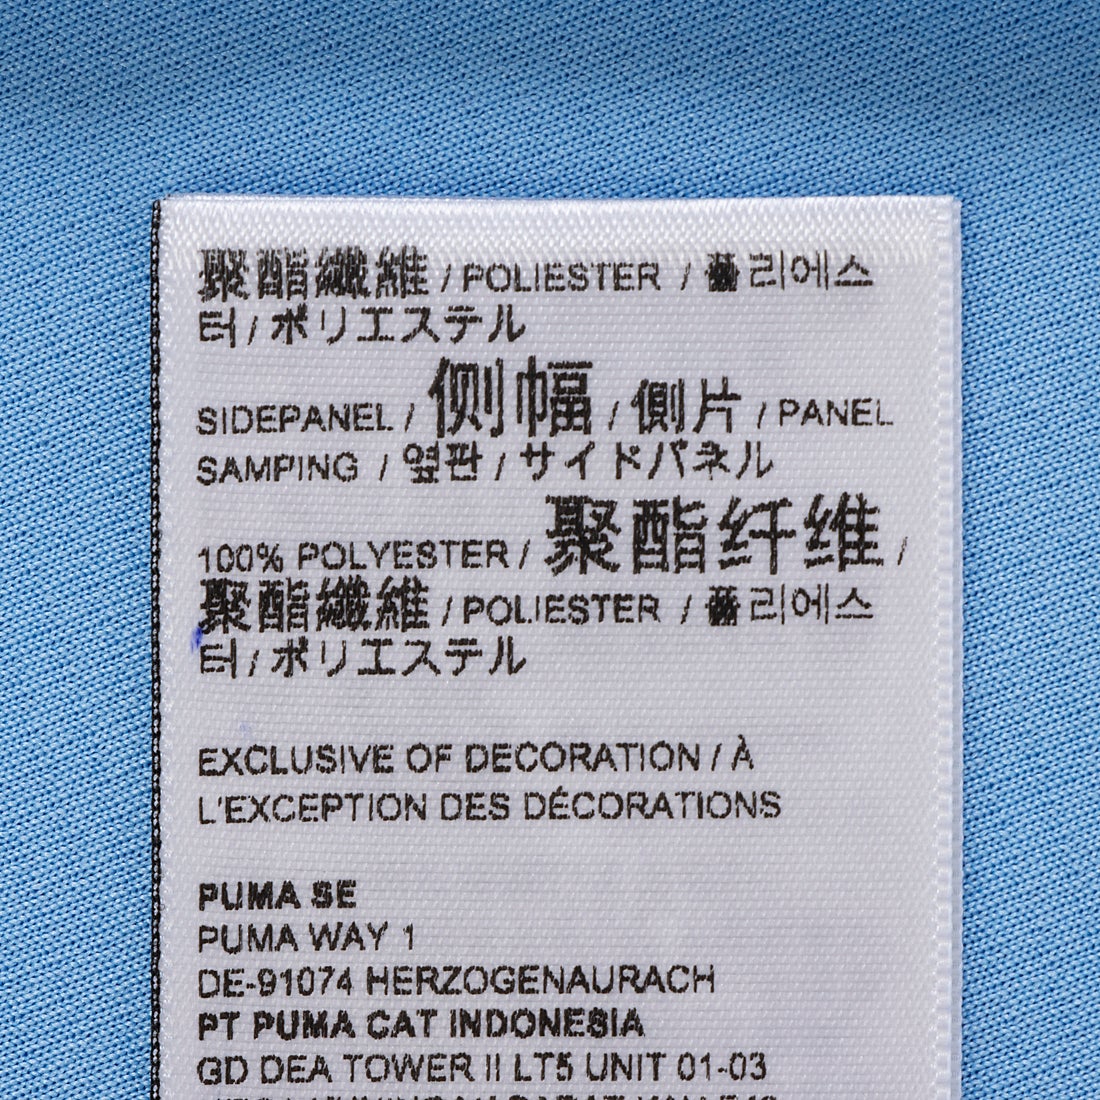 聚酯纖維 / POLIESTER / 폴리에스
터 / ポリエステル
SIDEPANEL / 侧幅 / 側片 / PANEL
SAMPING / 옆판 / サイドパネル
100% POLYESTER / 聚酯纤维 /
聚酯纖維 / POLIESTER / 폴리에스
터 / ポリエステル
EXCLUSIVE OF DECORATION / À
L'EXCEPTION DES DÉCORATIONS
PUMA SE
PUMA WAY 1
DE-91074 HERZOGENAURACH
PT PUMA CAT INDONESIA
GD DEA TOWER II LT5 UNIT 01-03